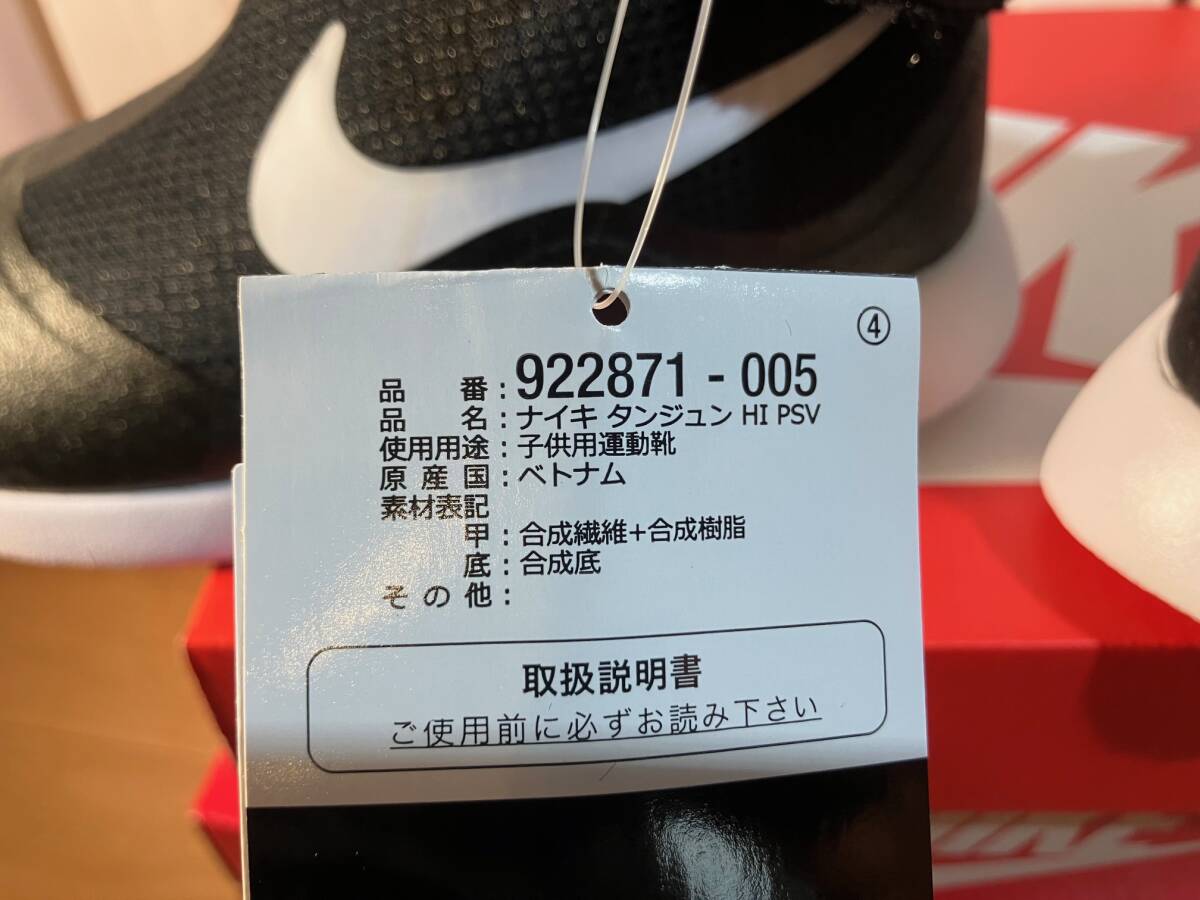 ④
品 番：922871 - 005
品 名：ナイキ タンジュン HI PSV
使用用途：子供用運動靴
原 産 国：ベトナム
素材表記
甲：合成繊維+合成樹脂
底：合成底
そ の 他：
取扱説明書
ご使用前に必ずお読み下さい